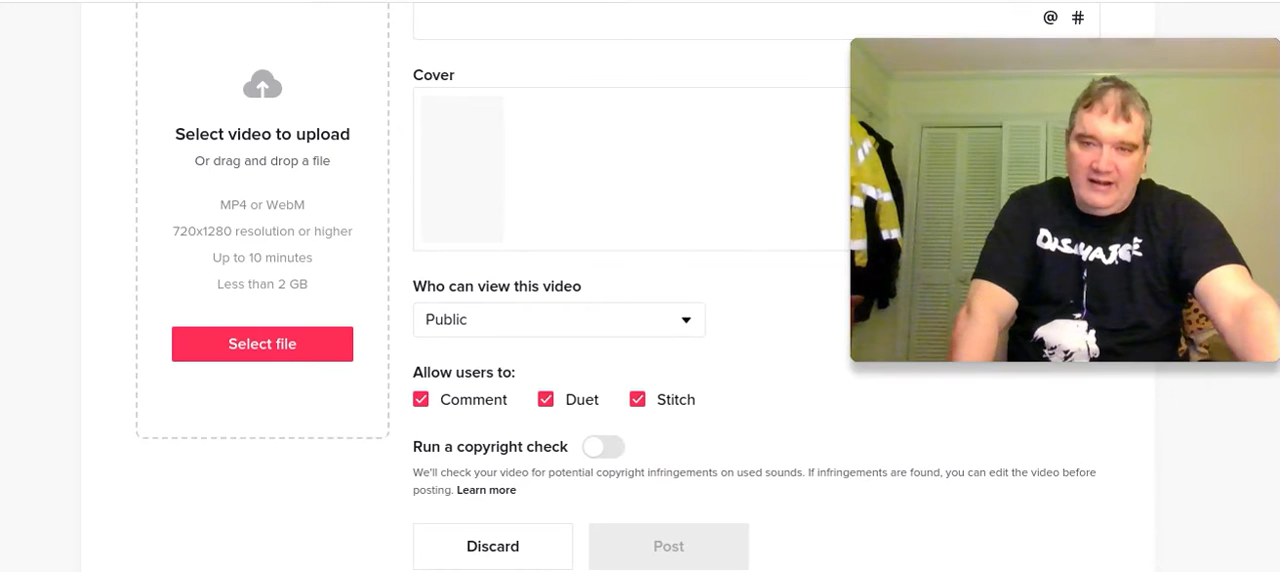 @ #
Select video to upload
Or drag and drop a file
MP4 or WebM
720x1280 resolution or higher
Up to 10 minutes
Less than 2 GB
Select file
Cover
Who can view this video
Public
Allow users to:
Comment Duet Stitch
Run a copyright check
We'll check your video for potential copyright infringements on used sounds. If infringements are found, you can edit the video before
posting. Learn more
Discard Post